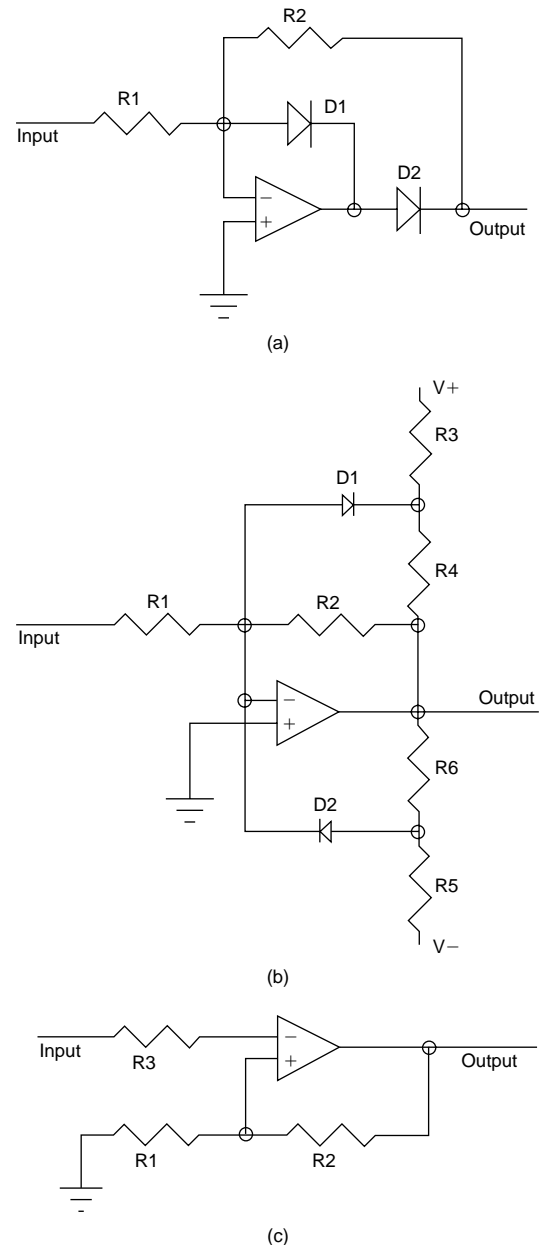 R2
R1
D1
Input
D2
−
+
Output
(a)
V+
R3
D1
R4
R1
R2
Input
Output
−
+
R6
D2
R5
V−
(b)
−
Input
+
Output
R3
R1
R2
(c)